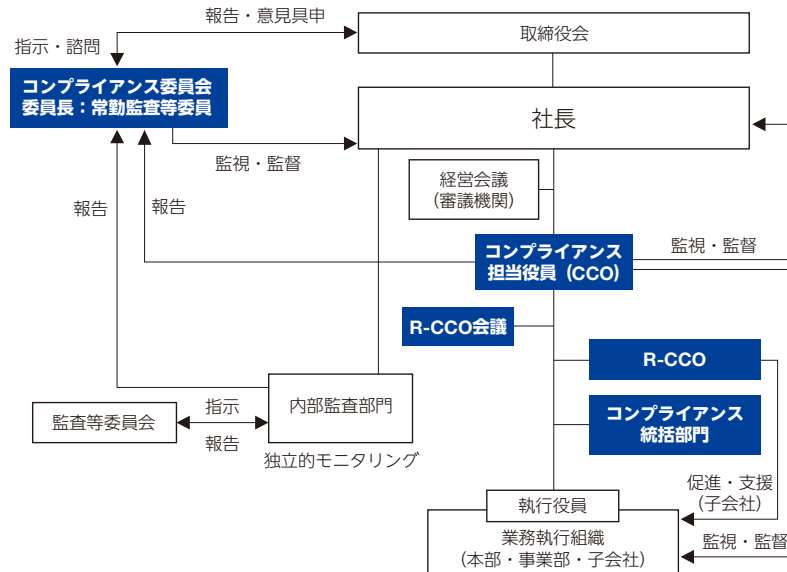 報告・意見具申
取締役会
指示・諮問
コンプライアンス委員会
委員長：常勤監査等委員
社長
監視・監督
報告
報告
経営会議
(審議機関)
コンプライアンス
担当役員（CCO）
監視・監督
R-CCO会議
R-CCO
内部監査部門
指示
監査等委員会
報告
独立的モニタリング
コンプライアンス
統括部門
促進・支援
(子会社)
執行役員
業務執行組織
(本部・事業部・子会社)
監視・監督